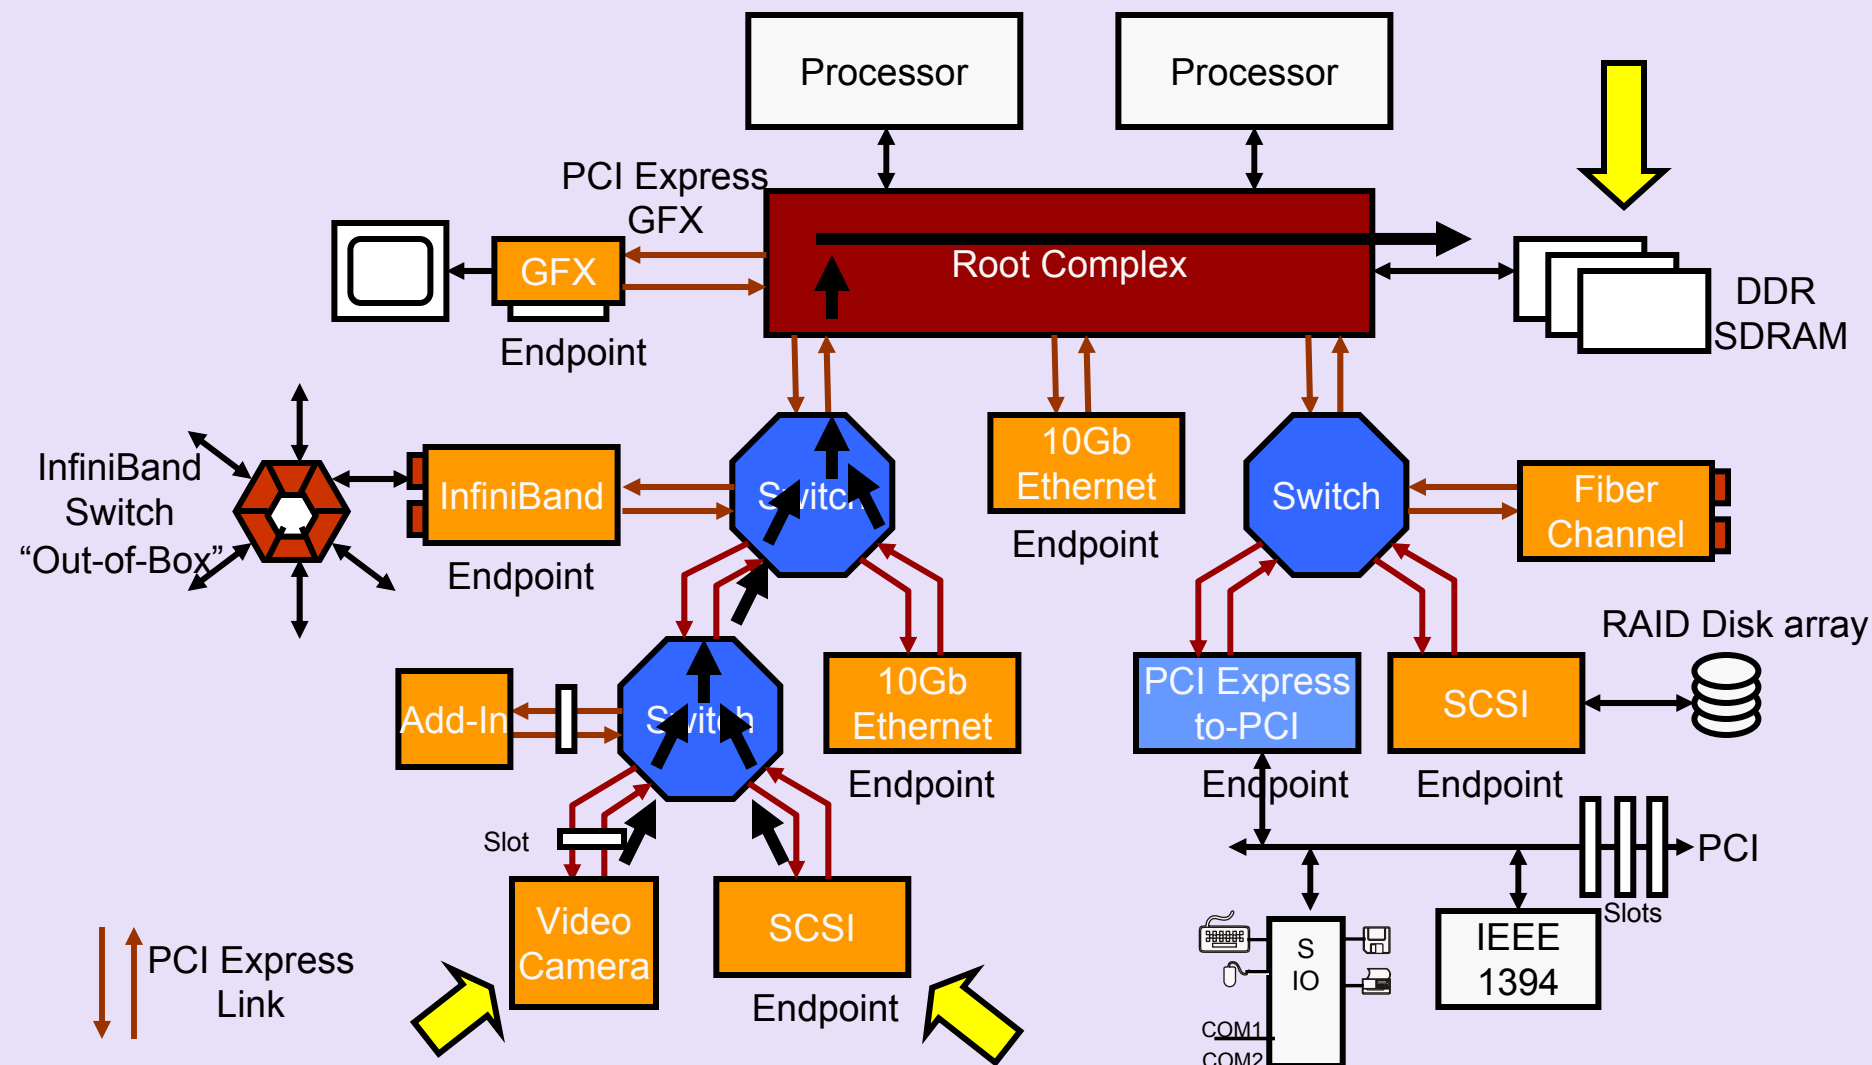 Processor
Processor
PCI Express
GFX
GFX
Endpoint
Root Complex
DDR
SDRAM
InfiniBand
Switch
“Out-of-Box”
InfiniBand
Endpoint
Switch
10Gb
Ethernet
Endpoint
Switch
Fiber
Channel
RAID Disk array
Add-In
Switch
10Gb
Ethernet
Endpoint
PCI Express
to-PCI
Endpoint
SCSI
Endpoint
Slot
PCI
Slots
Video
Camera
SCSI
Endpoint
PCI Express
Link
S
IO
IEEE
1394
COM1
COM2